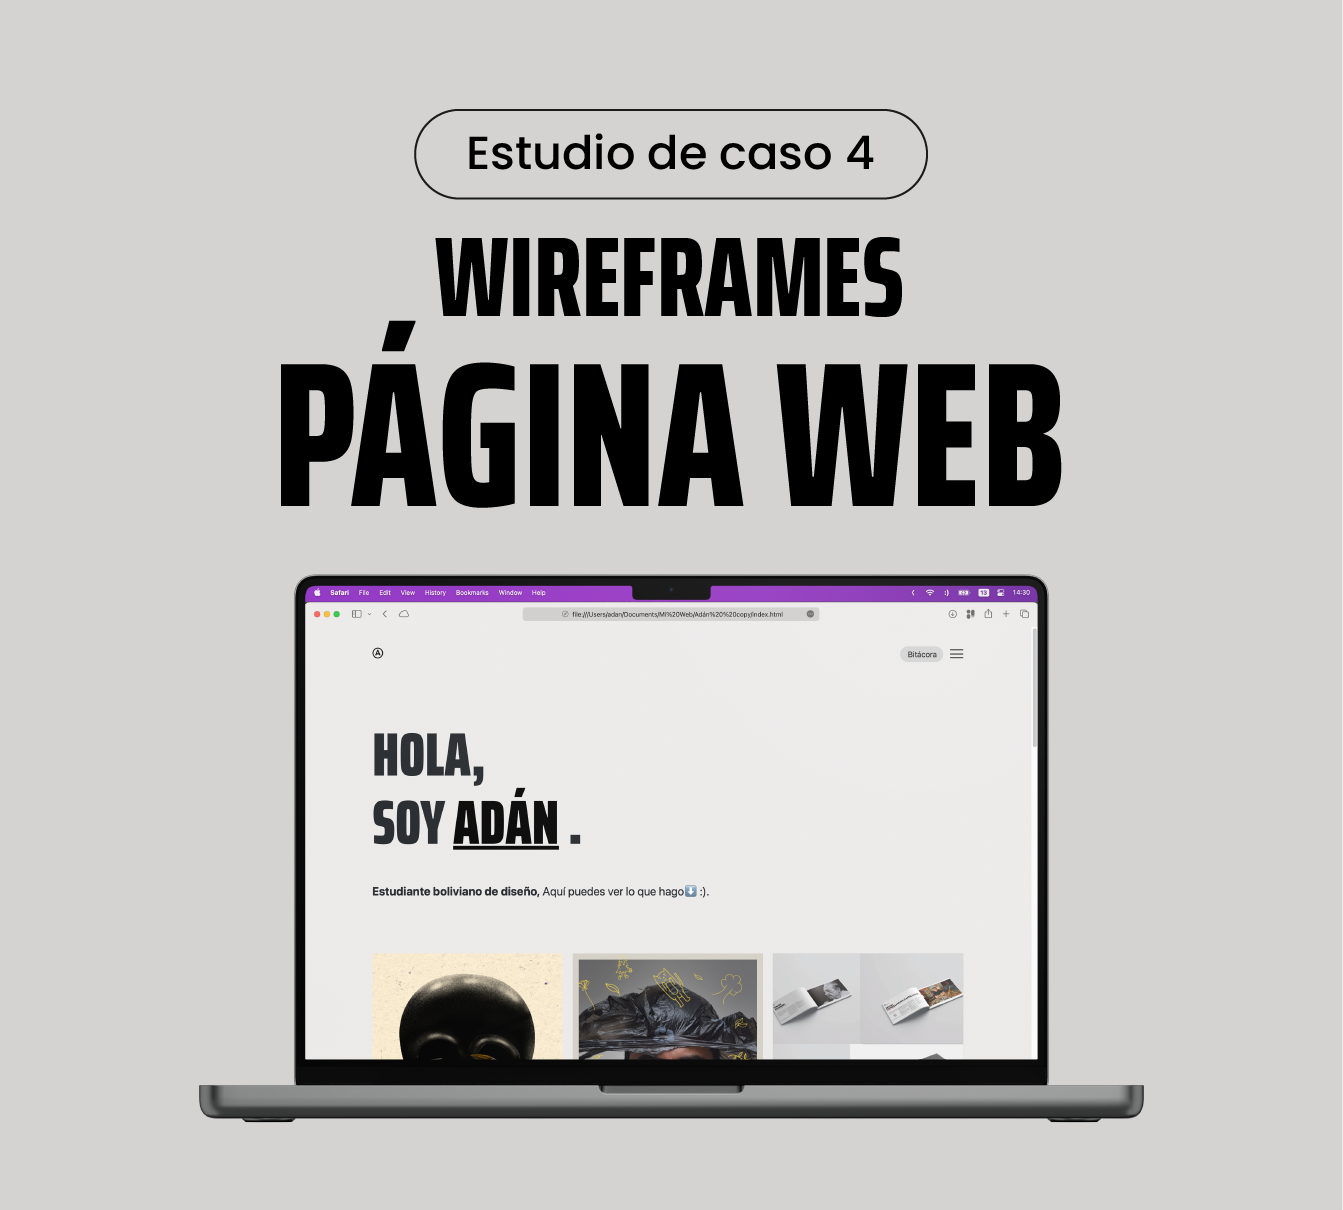 Estudio de caso 4
WIREFRAMES
PÁGINA WEB
Safari File Edit View History Bookmarks Window Help 13 14:30
file:///Users/adan/Documents/Mi%20Web/Adán%20%20copy/index.html
A Bitácora
HOLA,
SOY ADÁN .
Estudiante boliviano de diseño, Aquí puedes ver lo que hago⬇️ :).